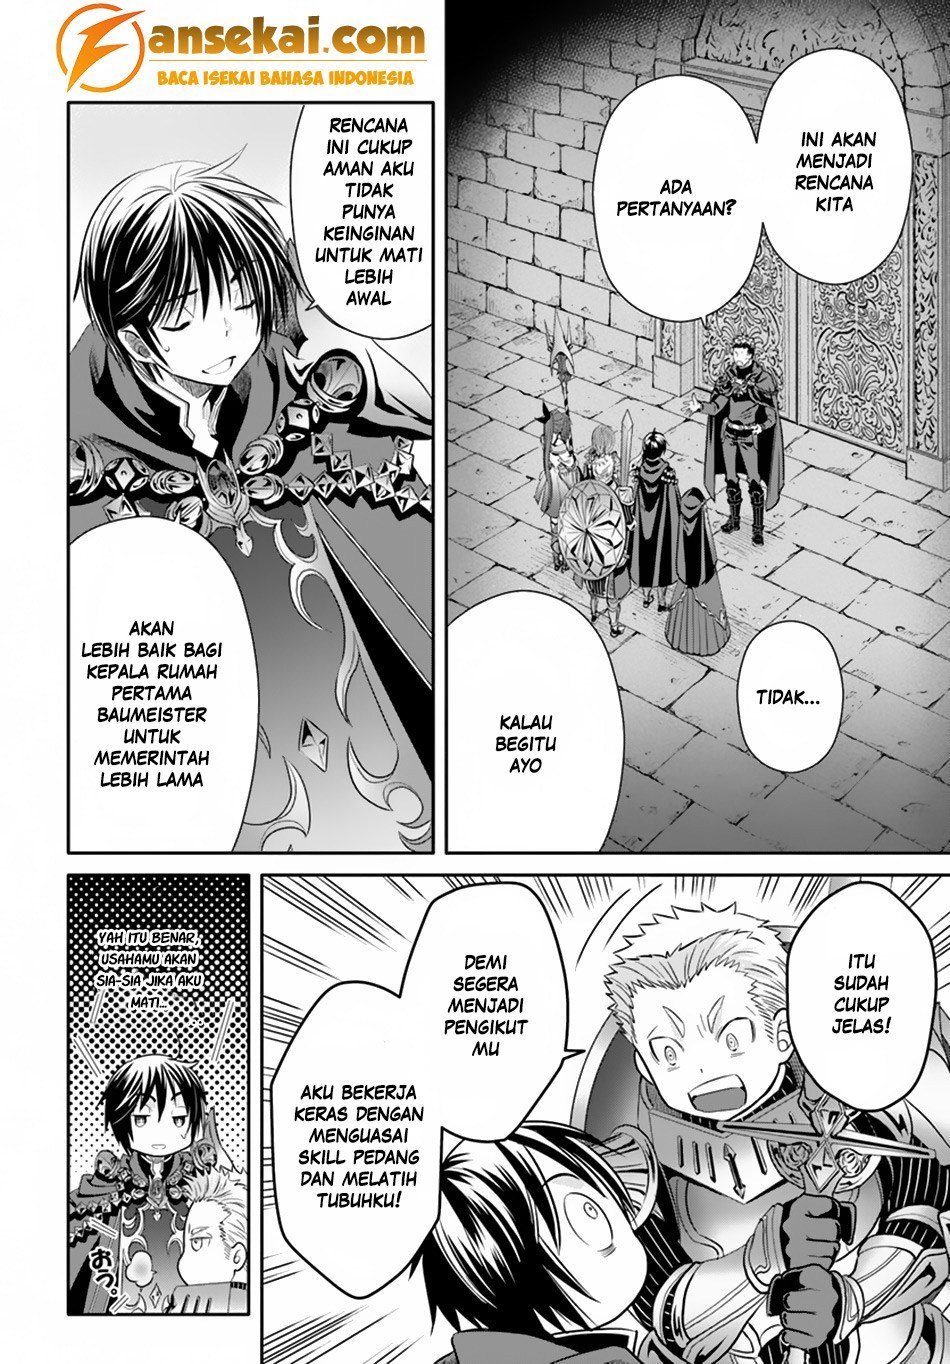 Fansekai.com
BACA ISEKAI BAHASA INDONESIA
INI AKAN
MENJADI
RENCANA
KITA
ADA
PERTANYAAN?
TIDAK...
KALAU
BEGITU
AYO
RENCANA
INI CUKUP
AMAN AKU
TIDAK
PUNYA
KEINGINAN
UNTUK MATI
LEBIH
AWAL
AKAN
LEBIH BAIK BAGI
KEPALA RUMAH
PERTAMA
BAUMEISTER
UNTUK
MEMERINTAH
LEBIH LAMA
ITU
SUDAH
CUKUP
JELAS!
DEMI
SEGERA
MENJADI
PENGIKUT
MU
AKU BEKERJA
KERAS DENGAN
MENGUASAI
SKILL PEDANG
DAN MELATIH
TUBUHKU!
YAH ITU BENAR,
USAHAMU AKAN
SIA-SIA JIKA AKU
MATI...
...
おぅ。